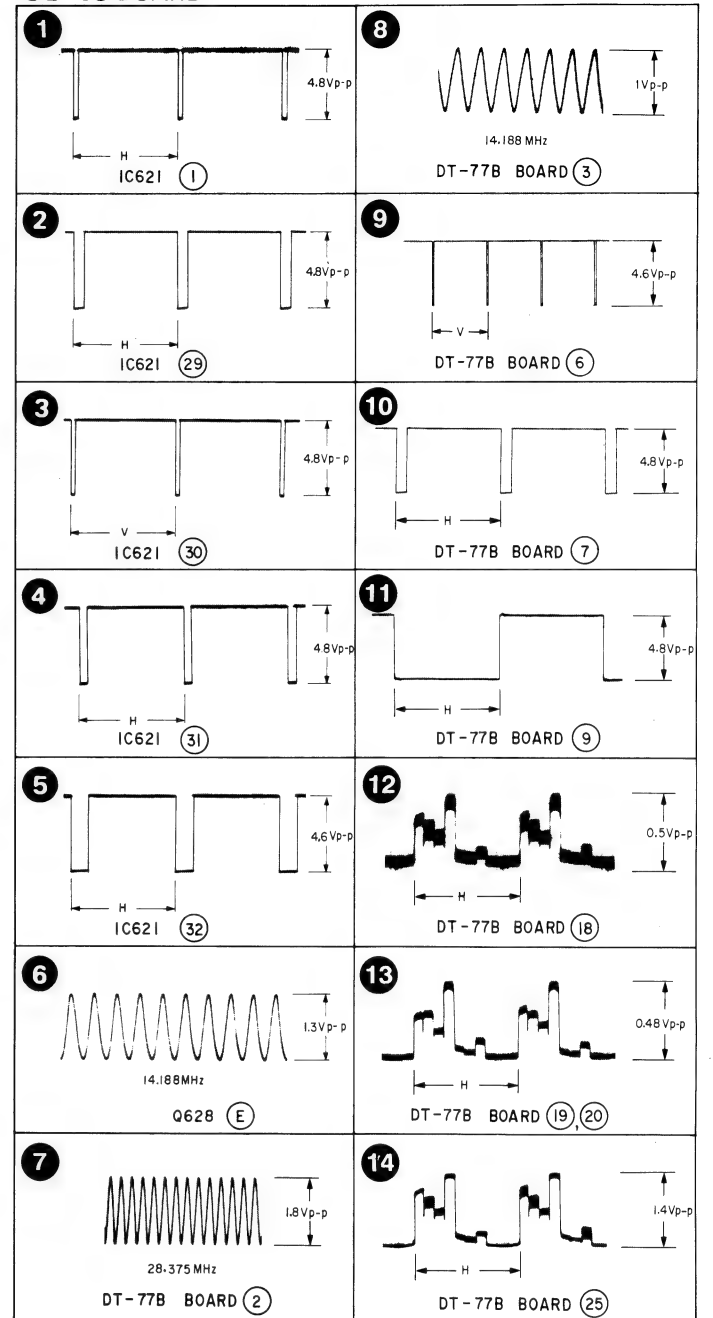 1
4.8Vp-p
H
IC621 1
2
4.8Vp-p
H
IC621 29
3
4.8Vp-p
V
IC621 30
4
4.8Vp-p
H
IC621 31
5
4.6Vp-p
H
IC621 32
6
1.3Vp-p
14.188MHz
Q628 E
7
1.8Vp-p
28.375MHz
DT-77B BOARD 2
8
1Vp-p
14.188MHz
DT-77B BOARD 3
9
4.6Vp-p
V
DT-77B BOARD 6
10
4.8Vp-p
H
DT-77B BOARD 7
11
4.8Vp-p
H
DT-77B BOARD 9
12
0.5Vp-p
H
DT-77B BOARD 18
13
0.48Vp-p
H
DT-77B BOARD 19, 20
14
1.4Vp-p
H
DT-77B BOARD 25